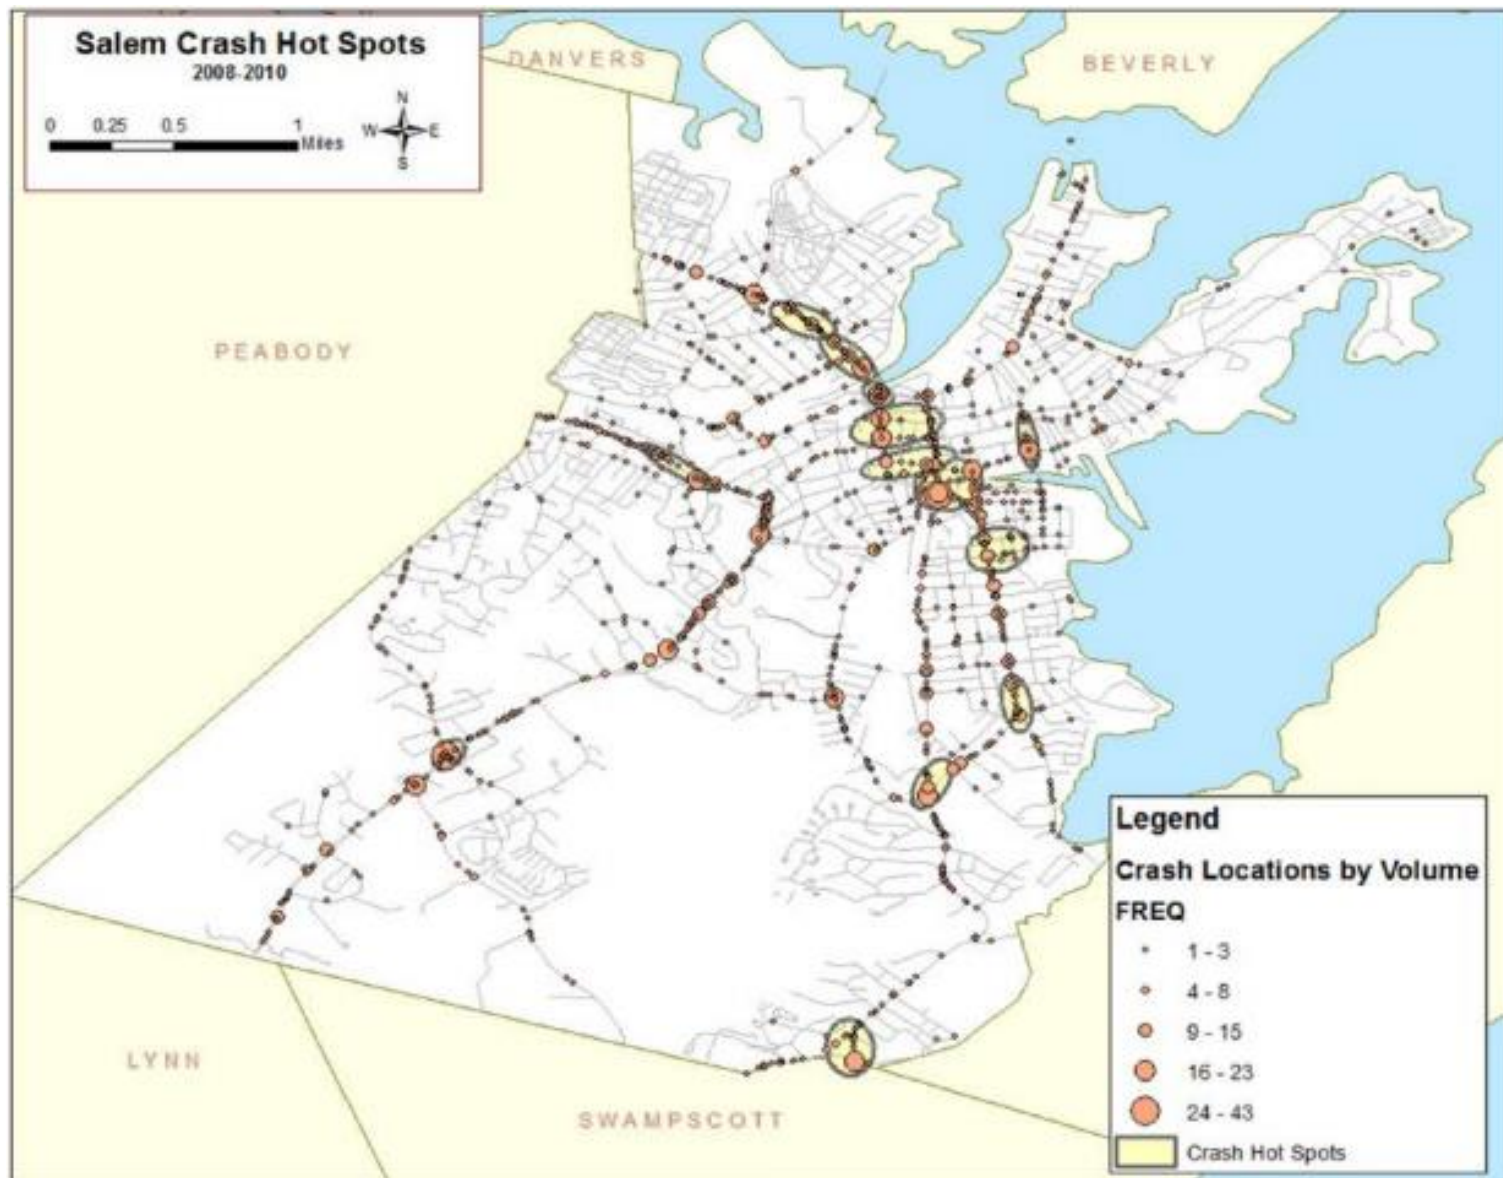 Salem Crash Hot Spots
2008-2010
0 0.25 0.5 1
Miles
N
W E
S
DANVERS
BEVERLY
PEABODY
LYNN
SWAMPSCOTT
Legend
Crash Locations by Volume
FREQ
1 - 3
4 - 8
9 - 15
16 - 23
24 - 43
Crash Hot Spots